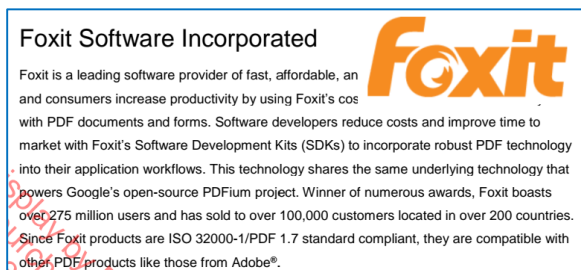 Foxit Software Incorporated
Foxit
Foxit is a leading software provider of fast, affordable, an
and consumers increase productivity by using Foxit's cos
with PDF documents and forms. Software developers reduce costs and improve time to
market with Foxit's Software Development Kits (SDKs) to incorporate robust PDF technology
into their application workflows. This technology shares the same underlying technology that
powers Google's open-source PDFium project. Winner of numerous awards, Foxit boasts
over 275 million users and has sold to over 100,000 customers located in over 200 countries.
Since Foxit products are ISO 32000-1/PDF 1.7 standard compliant, they are compatible with
other PDF products like those from Adobe®.